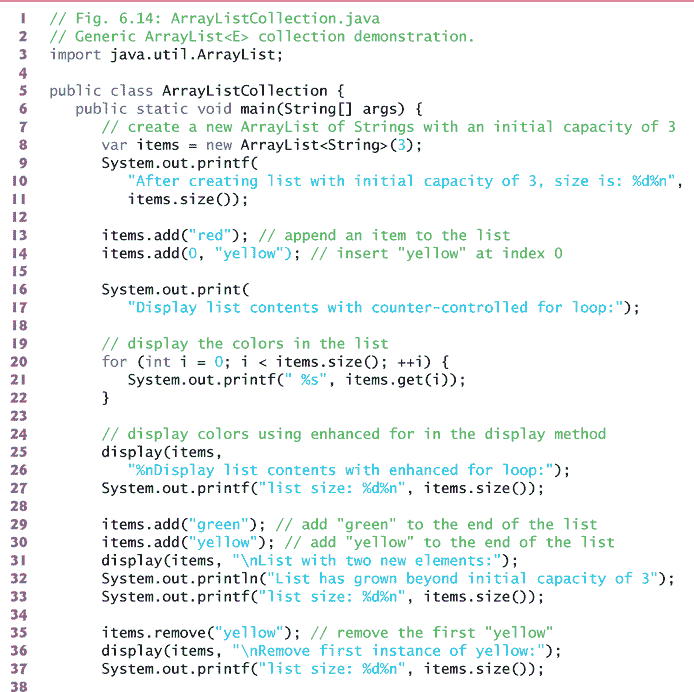 1 // Fig. 6.14: ArrayListCollection.java
2 // Generic ArrayList<E> collection demonstration.
3 import java.util.ArrayList;
4
5 public class ArrayListCollection {
6 public static void main(String[] args) {
7 // create a new ArrayList of Strings with an initial capacity of 3
8 var items = new ArrayList<String>(3);
9 System.out.printf(
10 "After creating list with initial capacity of 3, size is: %d%n",
11 items.size());
12
13 items.add("red"); // append an item to the list
14 items.add(0, "yellow"); // insert "yellow" at index 0
15
16 System.out.print(
17 "Display list contents with counter-controlled for loop:");
18
19 // display the colors in the list
20 for (int i = 0; i < items.size(); ++i) {
21 System.out.printf(" %s", items.get(i));
22 }
23
24 // display colors using enhanced for in the display method
25 display(items,
26 "%nDisplay list contents with enhanced for loop:");
27 System.out.printf("list size: %d%n", items.size());
28
29 items.add("green"); // add "green" to the end of the list
30 items.add("yellow"); // add "yellow" to the end of the list
31 display(items, "\nList with two new elements:");
32 System.out.println("List has grown beyond initial capacity of 3");
33 System.out.printf("list size: %d%n", items.size());
34
35 items.remove("yellow"); // remove the first "yellow"
36 display(items, "\nRemove first instance of yellow:");
37 System.out.printf("list size: %d%n", items.size());
38